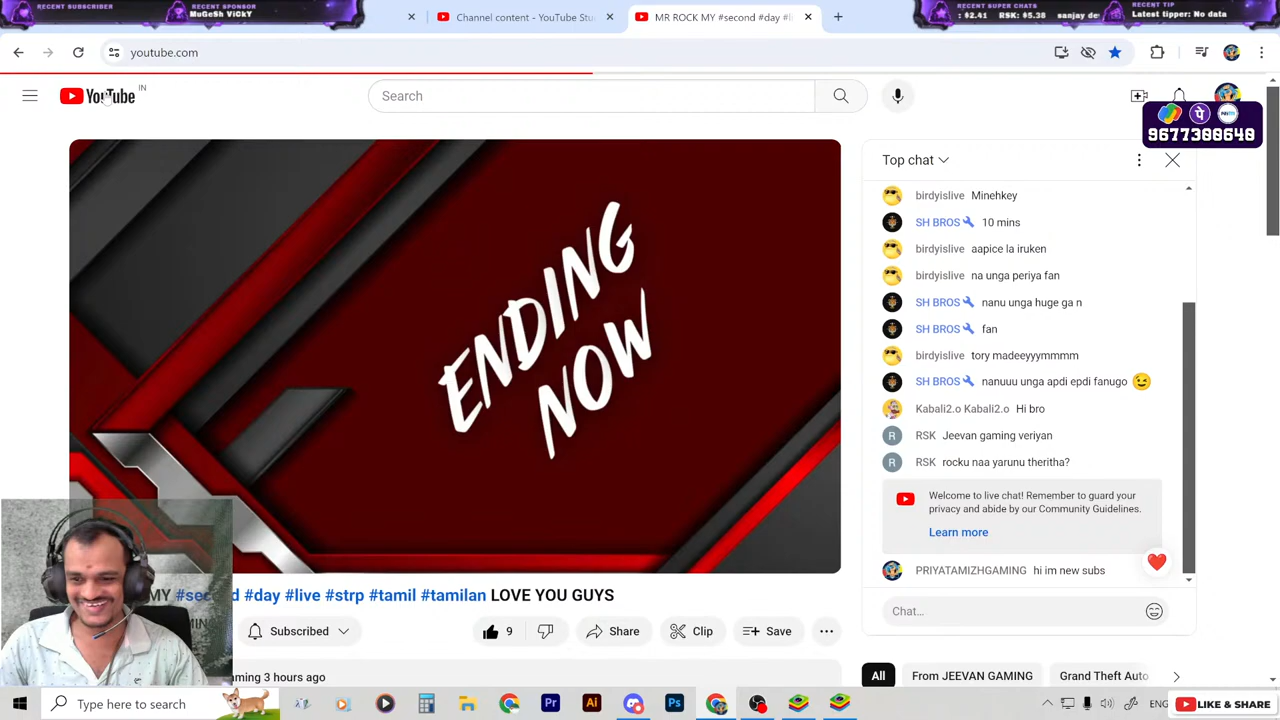 RECENT SUBSCRIBER
RECENT SPONSOR
MuGeSh ViCKY
Channel content - YouTube Stu
MR ROCK MY #second #day #li
RECENT SUPER CHATS
: $2.41 RSK: $5.38 sanjay de
RECENT TIP
Latest tipper: No data
youtube.com
YouTube IN
Search
9677300640
Top chat
birdyislive Minehkey
SH BROS 10 mins
birdyislive aapice la iruken
birdyislive na unga periya fan
SH BROS nanu unga huge ga n
SH BROS fan
birdyislive tory madeeyymmmm
SH BROS nanuuu unga apdi epdi fanugo 😉
Kabali2.o Kabali2.o Hi bro
R RSK Jeevan gaming veriyan
R RSK rocku naa yarunu theritha?
Welcome to live chat! Remember to guard your
privacy and abide by our Community Guidelines.
Learn more
PRIYATAMIZHGAMING hi im new subs
Chat...
ENDING
NOW
MY #second #day #live #strp #tamil #tamilan LOVE YOU GUYS
Subscribed
9
Share
Clip
Save
aming 3 hours ago
All
From JEEVAN GAMING
Grand Theft Auto
Type here to search
Pr
Ai
Ps
ENG
LIKE & SHARE